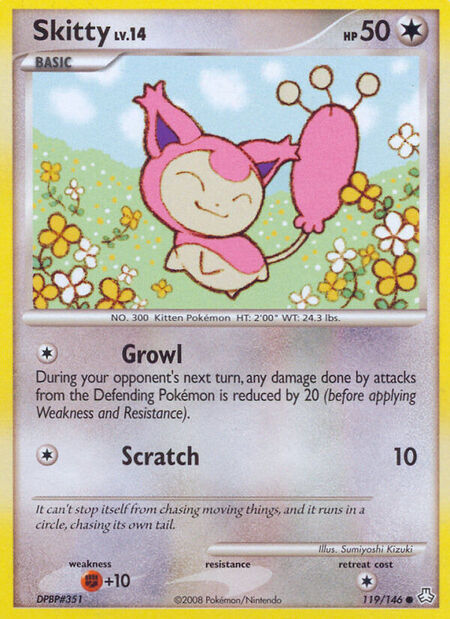 Skitty LV.14
HP 50
BASIC
NO. 300 Kitten Pokémon HT: 2'00" WT: 24.3 lbs.
Growl
During your opponent's next turn, any damage done by attacks
from the Defending Pokémon is reduced by 20 (before applying
Weakness and Resistance).
Scratch 10
It can't stop itself from chasing moving things, and it runs in a
circle, chasing its own tail.
Illus. Sumiyoshi Kizuki
weakness resistance retreat cost
+10
DPBP#351 ©2008 Pokémon/Nintendo 119/146